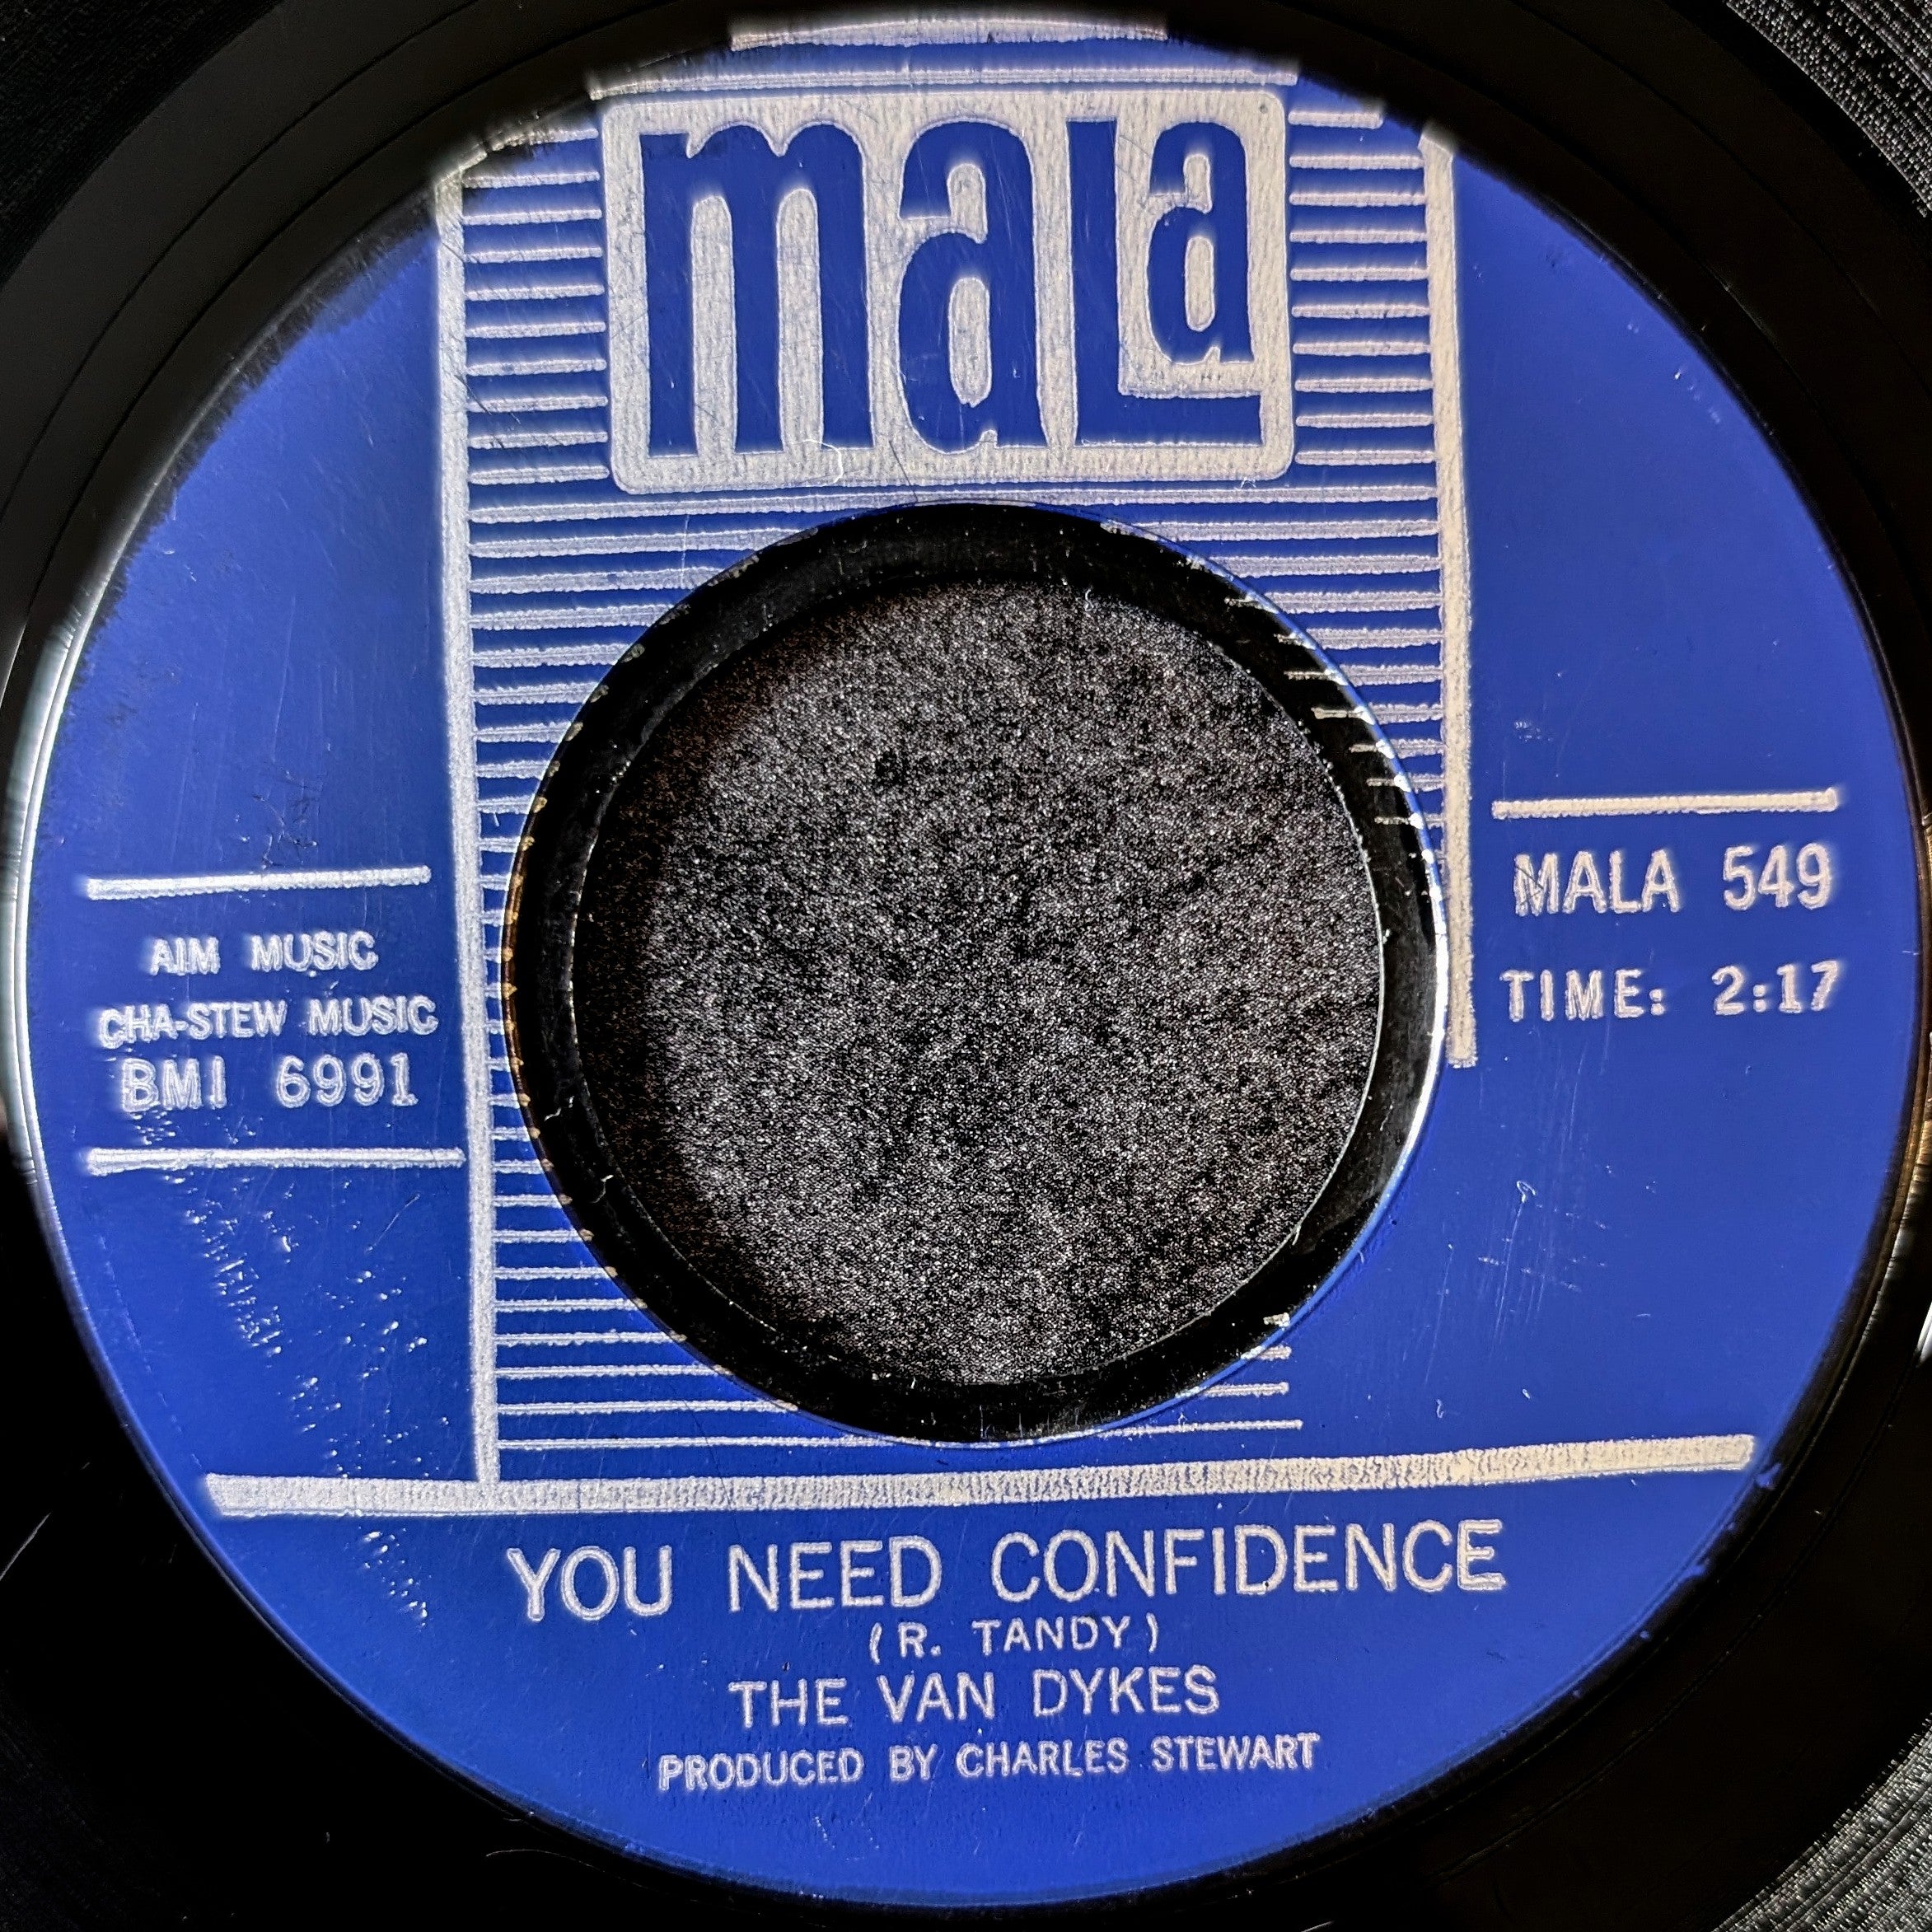 mala
MALA 549
TIME: 2:17
AIM MUSIC
CHA-STEW MUSIC
BMI 6991
YOU NEED CONFIDENCE
(R. TANDY)
THE VAN DYKES
PRODUCED BY CHARLES STEWART